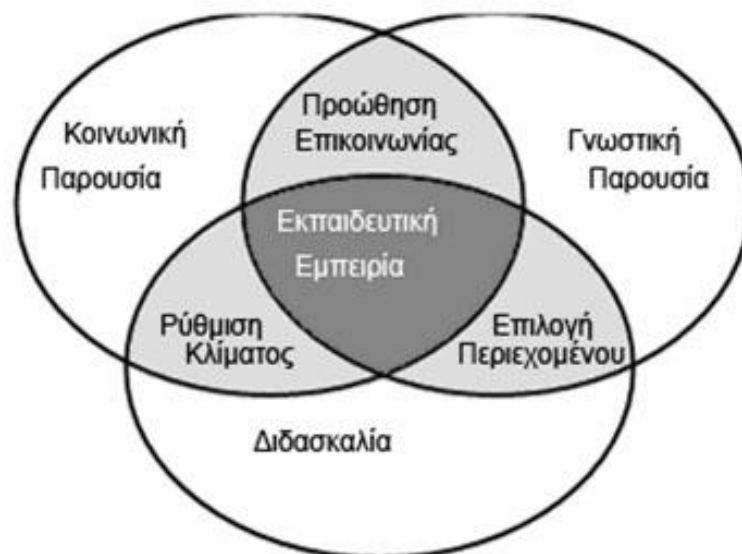 Προώθηση
Επικοινωνίας
Κοινωνική
Παρουσία
Γνωστική
Παρουσία
Εκπαιδευτική
Εμπειρία
Ρύθμιση
Κλίματος
Επιλογή
Περιεχομένου
Διδασκαλία